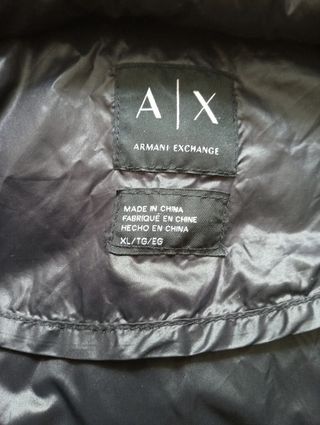 A|X
ARMANI EXCHANGE
MADE IN CHINA
FABRIQUÉ EN CHINE
HECHO EN CHINA
XL/TG/EG